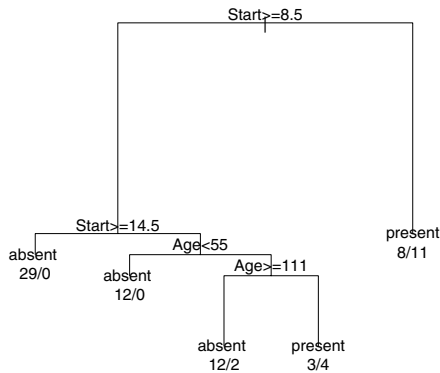 Start>=8.5
Start>=14.5
present
8/11
absent
29/0
Age<55
absent
12/0
Age>=111
absent
12/2
present
3/4